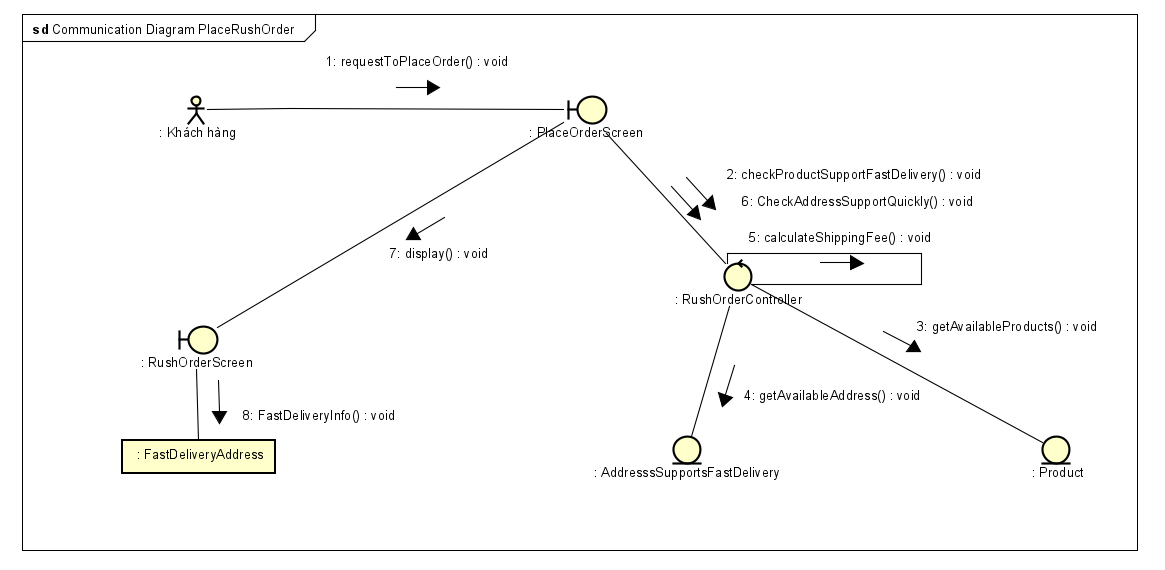 sd Communication Diagram PlaceRushOrder
1: requestToPlaceOrder() : void
: Khách hàng
: PlaceOrderScreen
2: checkProductSupportFastDelivery() : void
6: CheckAddressSupportQuickly() : void
5: calculateShippingFee() : void
7: display() : void
: RushOrderController
3: getAvailableProducts() : void
: RushOrderScreen
4: getAvailableAddress() : void
8: FastDeliveryInfo() : void
: FastDeliveryAddress
: AddresssSupportsFastDelivery
: Product